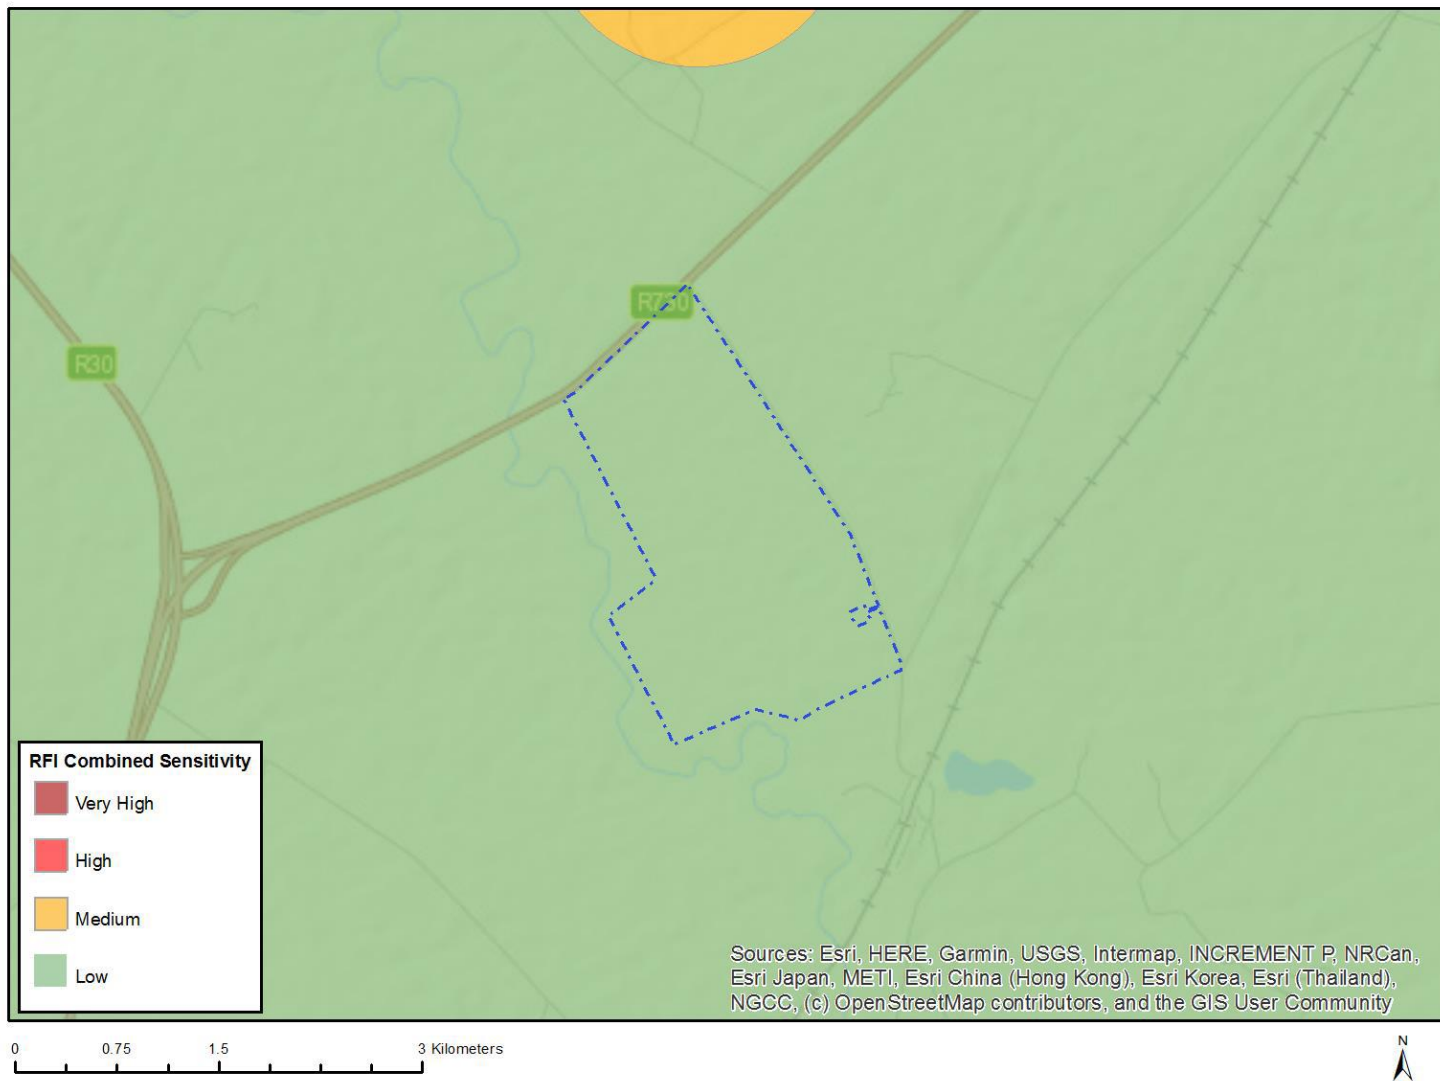 R730
R30
RFI Combined Sensitivity
Very High
High
Medium
Low
Sources: Esri, HERE, Garmin, USGS, Intermap, INCREMENT P, NRCan,
Esri Japan, METI, Esri China (Hong Kong), Esri Korea, Esri (Thailand),
NGCC, (c) OpenStreetMap contributors, and the GIS User Community
0 0.75 1.5 3 Kilometers
N